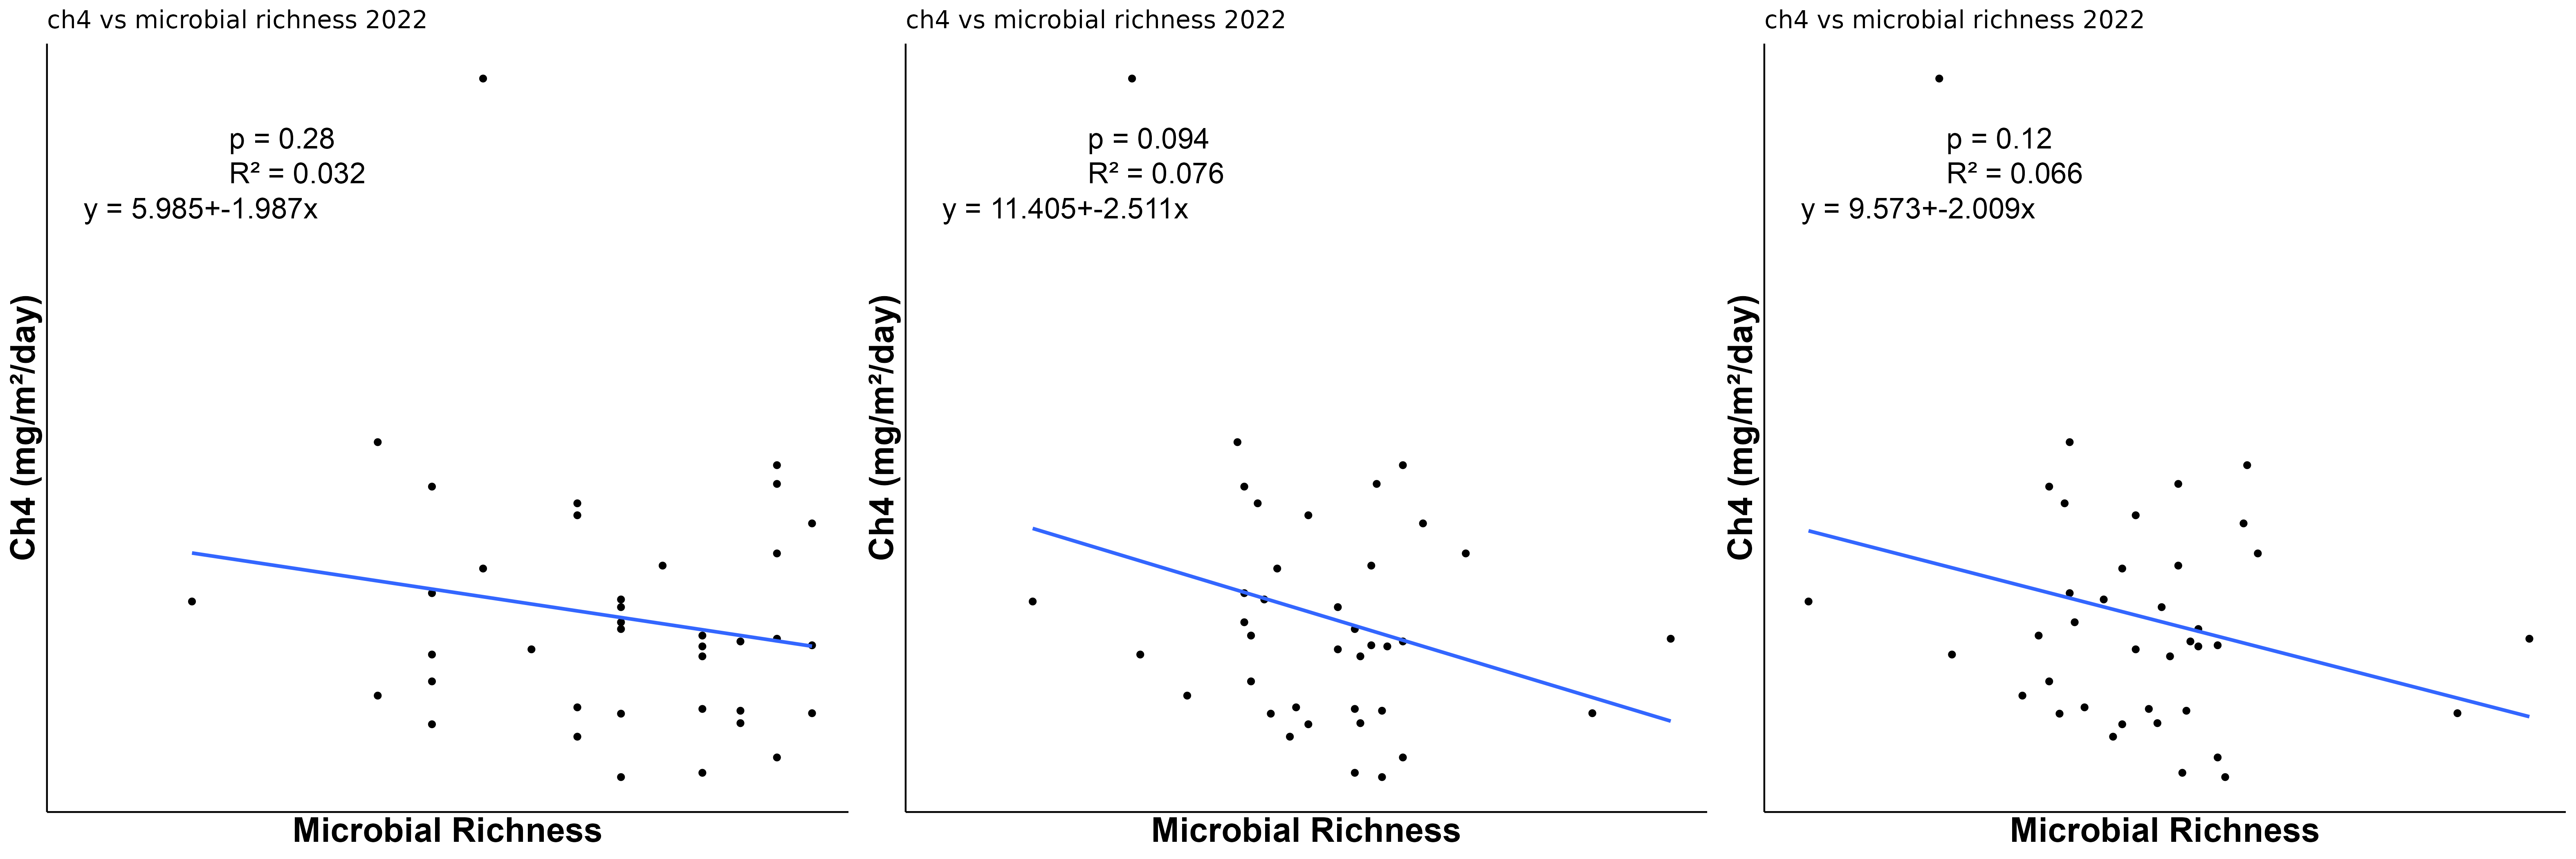 ch4 vs microbial richness 2022
p = 0.28
R² = 0.032
y = 5.985+-1.987x
Ch4 (mg/m²/day)
Microbial Richness
ch4 vs microbial richness 2022
p = 0.094
R² = 0.076
y = 11.405+-2.511x
Ch4 (mg/m²/day)
Microbial Richness
ch4 vs microbial richness 2022
p = 0.12
R² = 0.066
y = 9.573+-2.009x
Ch4 (mg/m²/day)
Microbial Richness